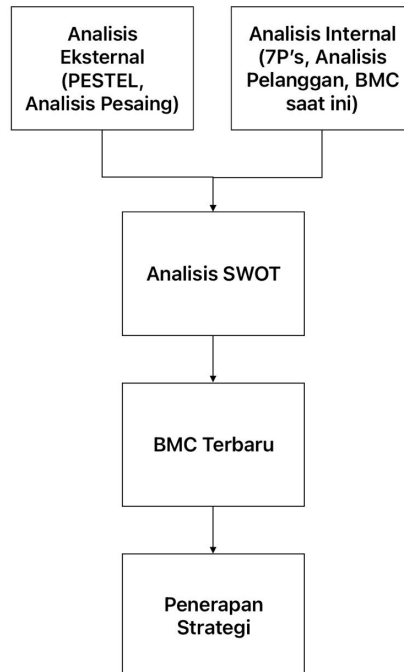 Analisis
Eksternal
(PESTEL,
Analisis Pesaing)
Analisis Internal
(7P's, Analisis
Pelanggan, BMC
saat ini)
Analisis SWOT
BMC Terbaru
Penerapan
Strategi